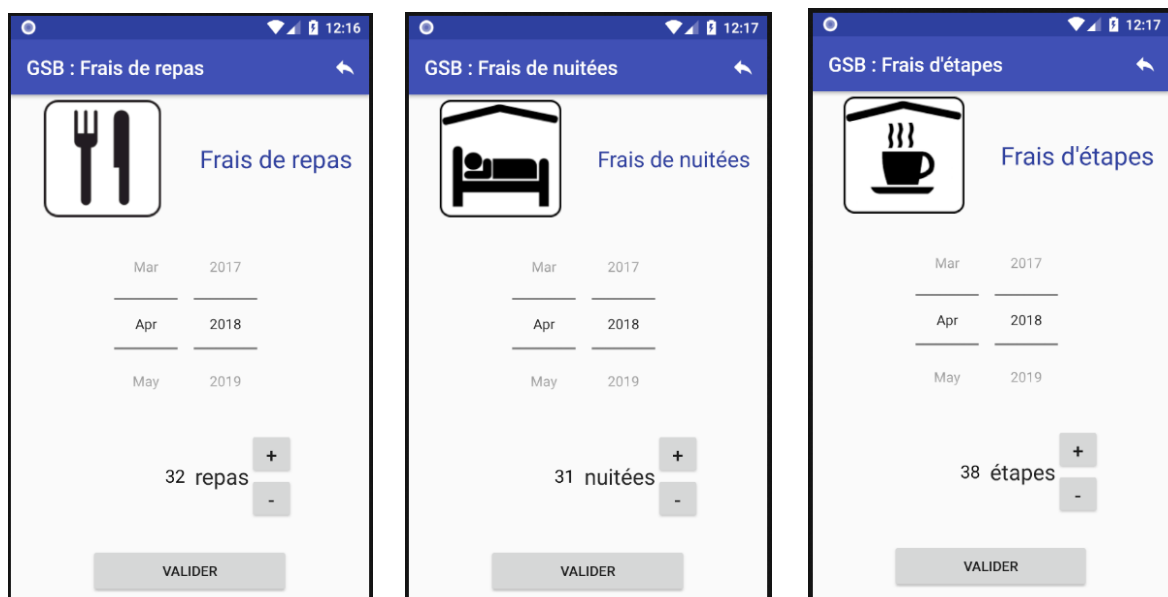 12:16
GSB : Frais de repas
Frais de repas
Mar 2017
Apr 2018
May 2019
+
32 repas
-
VALIDER
12:17
GSB : Frais de nuitées
Frais de nuitées
Mar 2017
Apr 2018
May 2019
+
31 nuitées
-
VALIDER
12:17
GSB : Frais d'étapes
Frais d'étapes
Mar 2017
Apr 2018
May 2019
+
38 étapes
-
VALIDER